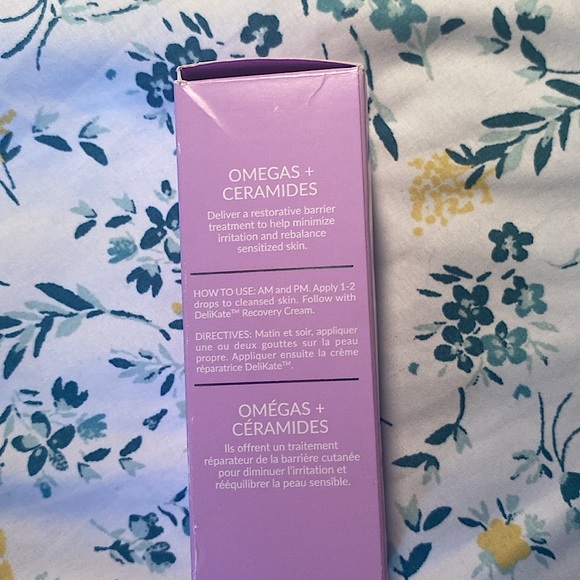 OMEGAS +
CERAMIDES
Deliver a restorative barrier
treatment to help minimize
irritation and rebalance
sensitized skin.
HOW TO USE: AM and PM. Apply 1-2
drops to cleansed skin. Follow with
DeliKate™ Recovery Cream.
DIRECTIVES: Matin et soir, appliquer
une ou deux gouttes sur la peau
propre. Appliquer ensuite la crème
réparatrice DeliKate™.
OMÉGAS +
CÉRAMIDES
Ils offrent un traitement
réparateur de la barrière cutanée
pour diminuer l'irritation et
rééquilibrer la peau sensible.